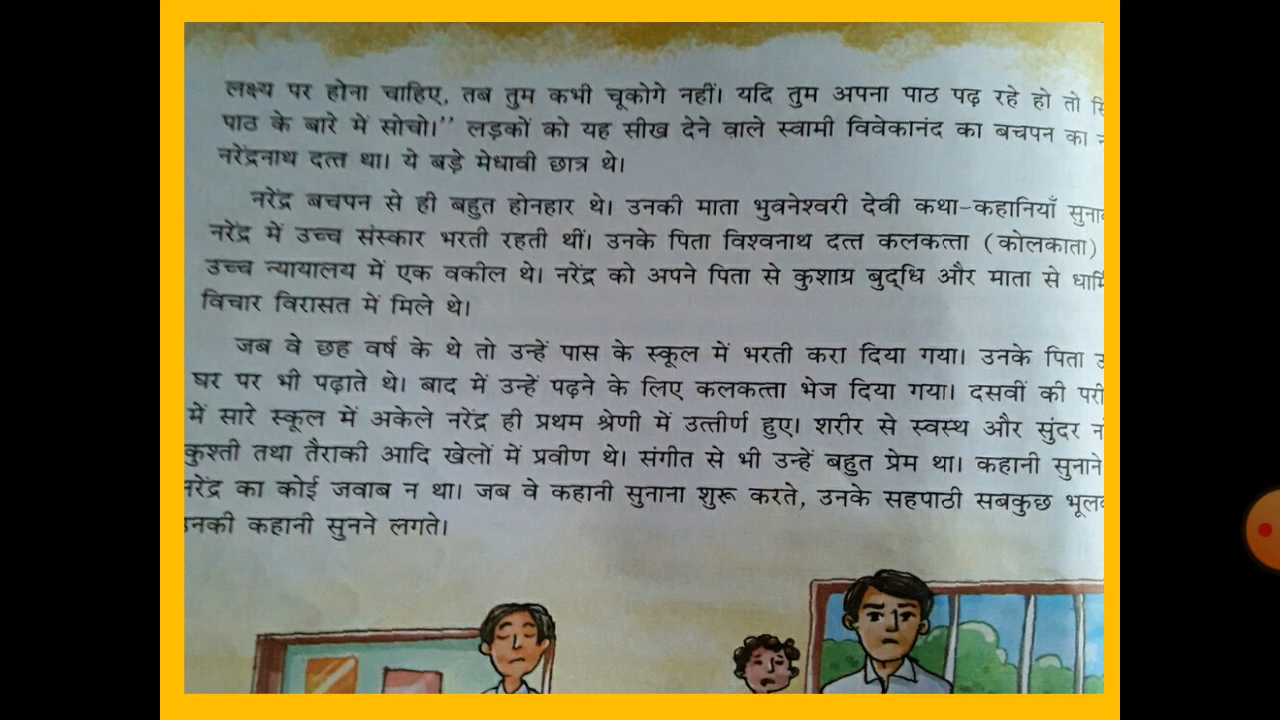 लक्ष्य पर होना चाहिए, तब तुम कभी चूकोगे नहीं। यदि तुम अपना पाठ पढ़ रहे हो तो
पाठ के बारे में सोचो।’’ लड़कों को यह सीख देने वाले स्वामी विवेकानंद का बचपन का
नरेंद्रनाथ दत्त था। ये बड़े मेधावी छात्र थे।
नरेंद्र बचपन से ही बहुत होनहार थे। उनकी माता भुवनेश्वरी देवी कथा-कहानियाँ
नरेंद्र में उच्च संस्कार भरती रहती थीं। उनके पिता विश्वनाथ दत्त कलकत्ता (कोलकाता)
उच्च न्यायालय में एक वकील थे। नरेंद्र को अपने पिता से कुशाग्र बुद्धि और माता से
विचार विरासत में मिले थे।
जब वे छह वर्ष के थे तो उन्हें पास के स्कूल में भरती करा दिया गया। उनके पिता
घर पर भी पढ़ाते थे। बाद में उन्हें पढ़ने के लिए कलकत्ता भेज दिया गया। दसवीं की
में सारे स्कूल में अकेले नरेंद्र ही प्रथम श्रेणी में उत्तीर्ण हुए। शरीर से स्वस्थ और सुंदर
कुश्ती तथा तैराकी आदि खेलों में प्रवीण थे। संगीत से भी उन्हें बहुत प्रेम था। कहानी सुनाने
नरेंद्र का कोई जवाब न था। जब वे कहानी सुनाना शुरू करते, उनके सहपाठी सबकुछ
उनकी कहानी सुनने लगते।